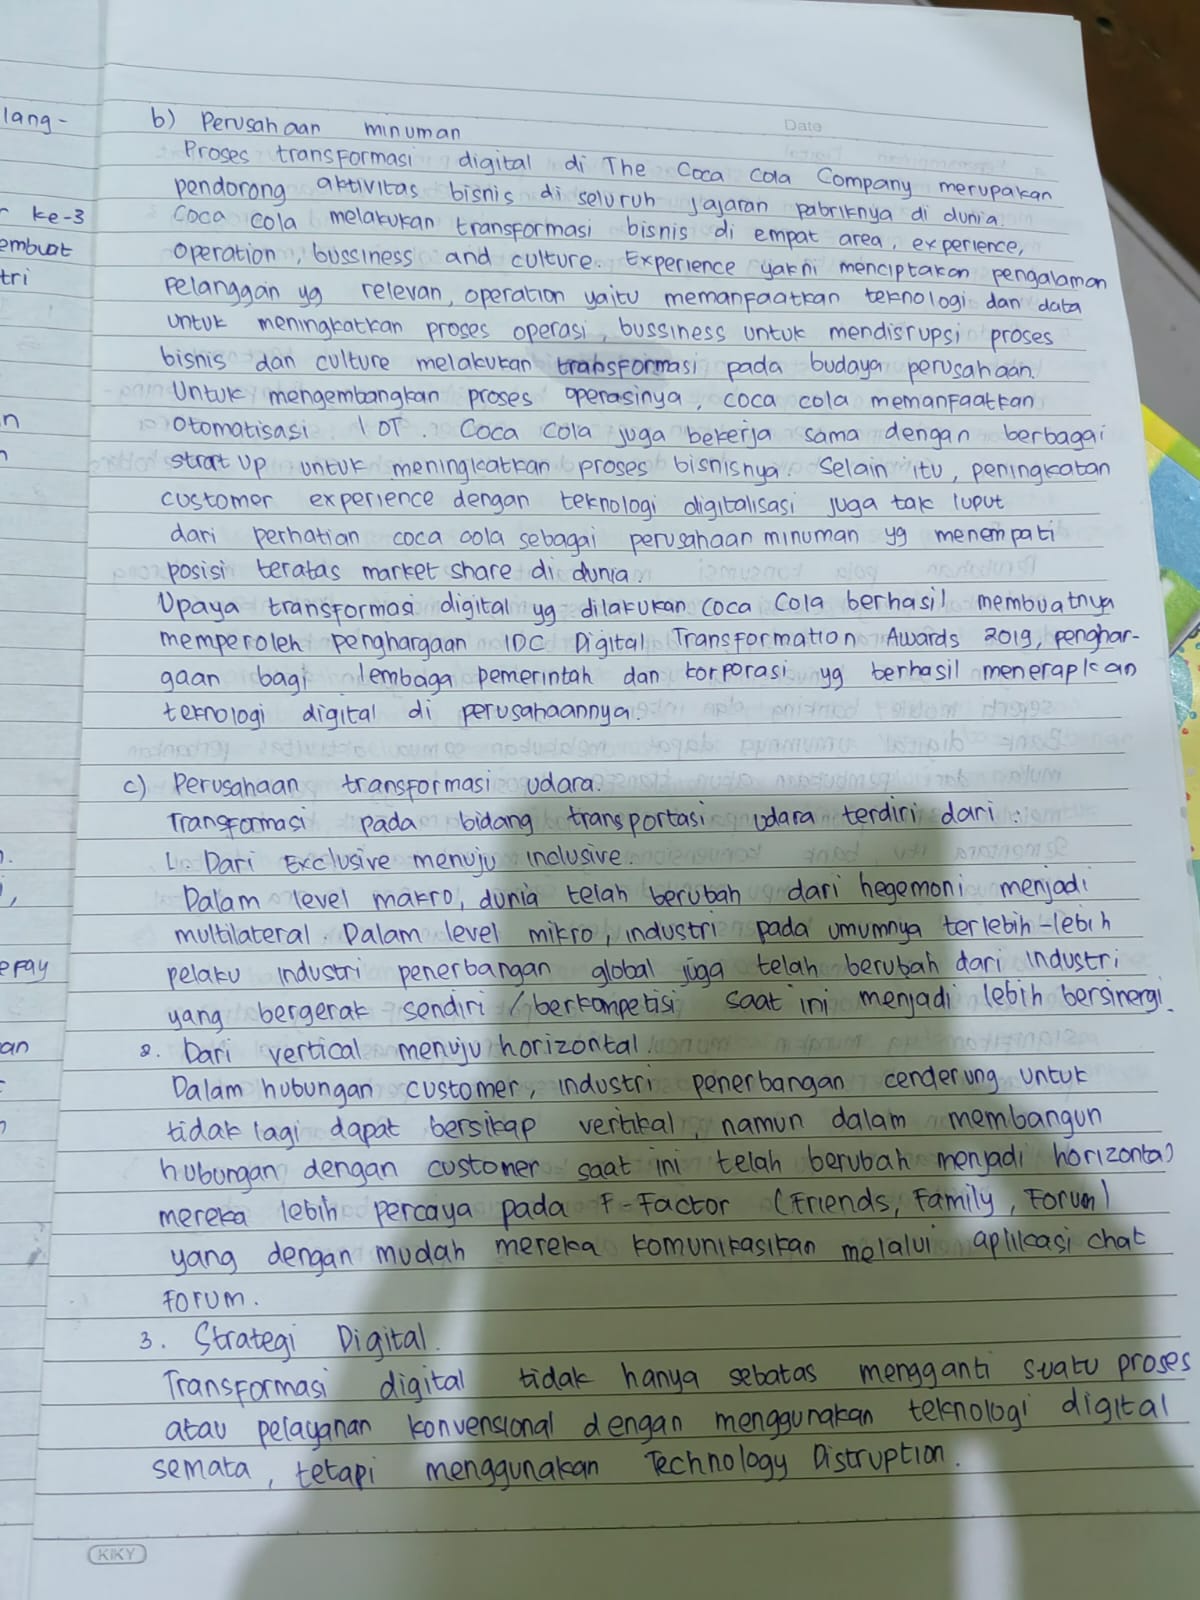 lang-
r ke-3
embuat
tri
n
epay
an
Date
b) Perusahaan minuman
Proses transformasi digital di The Coca Cola Company merupakan
pendorong aktivitas bisnis di seluruh jajaran pabriknya di dunia.
Coca cola melakukan transformasi bisnis di empat area, experience,
operation, bussiness and culture. Experience yakni menciptakan pengalaman
Pelanggan yg relevan, operation yaitu memanfaatkan teknologi dan data
untuk meningkatkan proses operasi, bussiness untuk mendisrupsi proses
bisnis dan culture melakukan transformasi pada budaya perusahaan.
Untuk mengembangkan proses operasinya, coca cola memanfaatkan
Otomatisasi IOT. Coca Cola juga bekerja sama dengan berbagai
strat up untuk meningkatkan proses bisnisnya. Selain itu, peningkatan
customer experience dengan teknologi digitalisasi juga tak luput
dari perhatian coca cola sebagai perusahaan minuman yg menempati
posisi teratas market share di dunia.
Upaya transformasi digital yg dilakukan Coca Cola berhasil membuatnya
memperoleh penghargaan IDC Digital Transformation Awards 2019, penghar-
gaan bagi lembaga pemerintah dan korporasi yg berhasil menerapkan
teknologi digital di perusahaannya.
c) Perusahaan transformasi udara.
Transformasi pada bidang transportasi udara terdiri dari :
1. Dari Exclusive menuju inclusive.
Dalam level makro, dunia telah berubah dari hegemoni menjadi
multilateral. Dalam level mikro, industri pada umumnya terlebih-lebih
pelaku industri penerbangan global juga telah berubah dari industri
yang bergerak sendiri / berkompetisi saat ini menjadi lebih bersinergi.
2. Dari vertical menuju horizontal.
Dalam hubungan customer, industri penerbangan cenderung untuk
tidak lagi dapat bersikap vertikal, namun dalam membangun
hubungan dengan customer saat ini telah berubah menjadi horizontal
mereka lebih percaya pada F-Factor (Friends, Family, Forum)
yang dengan mudah mereka komunikasikan melalui aplikasi chat
forum.
3. Strategi Digital.
Transformasi digital tidak hanya sebatas mengganti suatu proses
atau pelayanan konvensional dengan menggunakan teknologi digital
semata, tetapi menggunakan Technology Distruption.
KIKY